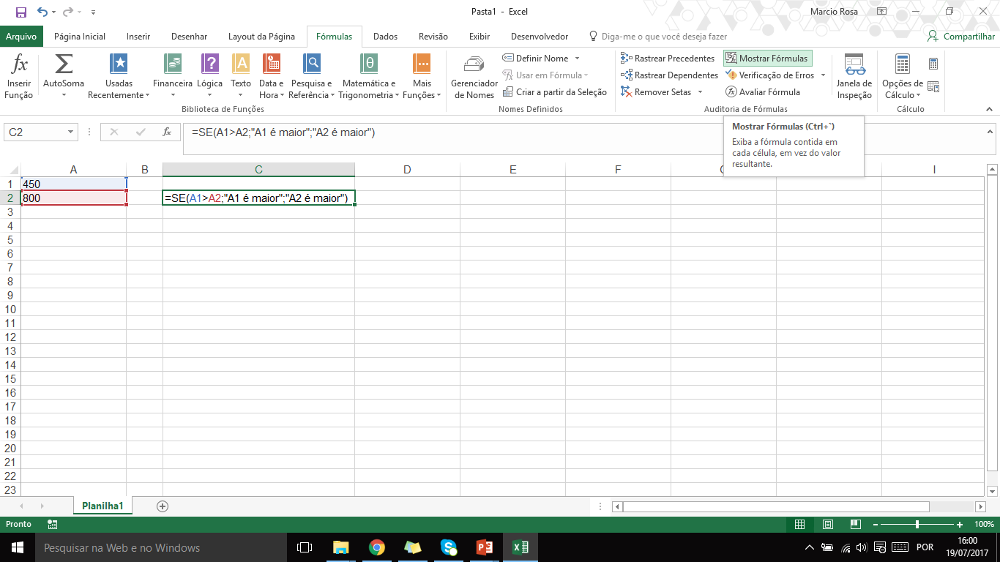 Pasta1 - Excel
Marcio Rosa
Arquivo
Página Inicial
Inserir
Desenhar
Layout da Página
Fórmulas
Dados
Revisão
Exibir
Desenvolvedor
Diga-me o que você deseja fazer
Compartilhar
Inserir
Função
AutoSoma
Usadas
Recentemente
Financeira
Lógica
Texto
Data e
Hora
Pesquisa e
Referência
Matemática e
Trigonometria
Mais
Funções
Biblioteca de Funções
Gerenciador
de Nomes
Definir Nome
Usar em Fórmula
Criar a partir da Seleção
Nomes Definidos
Rastrear Precedentes
Rastrear Dependentes
Remover Setas
Mostrar Fórmulas
Verificação de Erros
Avaliar Fórmula
Auditoria de Fórmulas
Janela de
Inspeção
Opções de
Cálculo
Cálculo
Mostrar Fórmulas (Ctrl+`)
Exiba a fórmula contida em
cada célula, em vez do valor
resultante.
C2
fx
=SE(A1>A2;"A1 é maior";"A2 é maior")
A B C D E F G H I
1 450
2 800 =SE(A1>A2;"A1 é maior";"A2 é maior")
3
4
5
6
7
8
9
10
11
12
13
14
15
16
17
18
19
20
21
22
23
Planilha1
Pronto
100%
Pesquisar na Web e no Windows
POR
16:00
19/07/2017